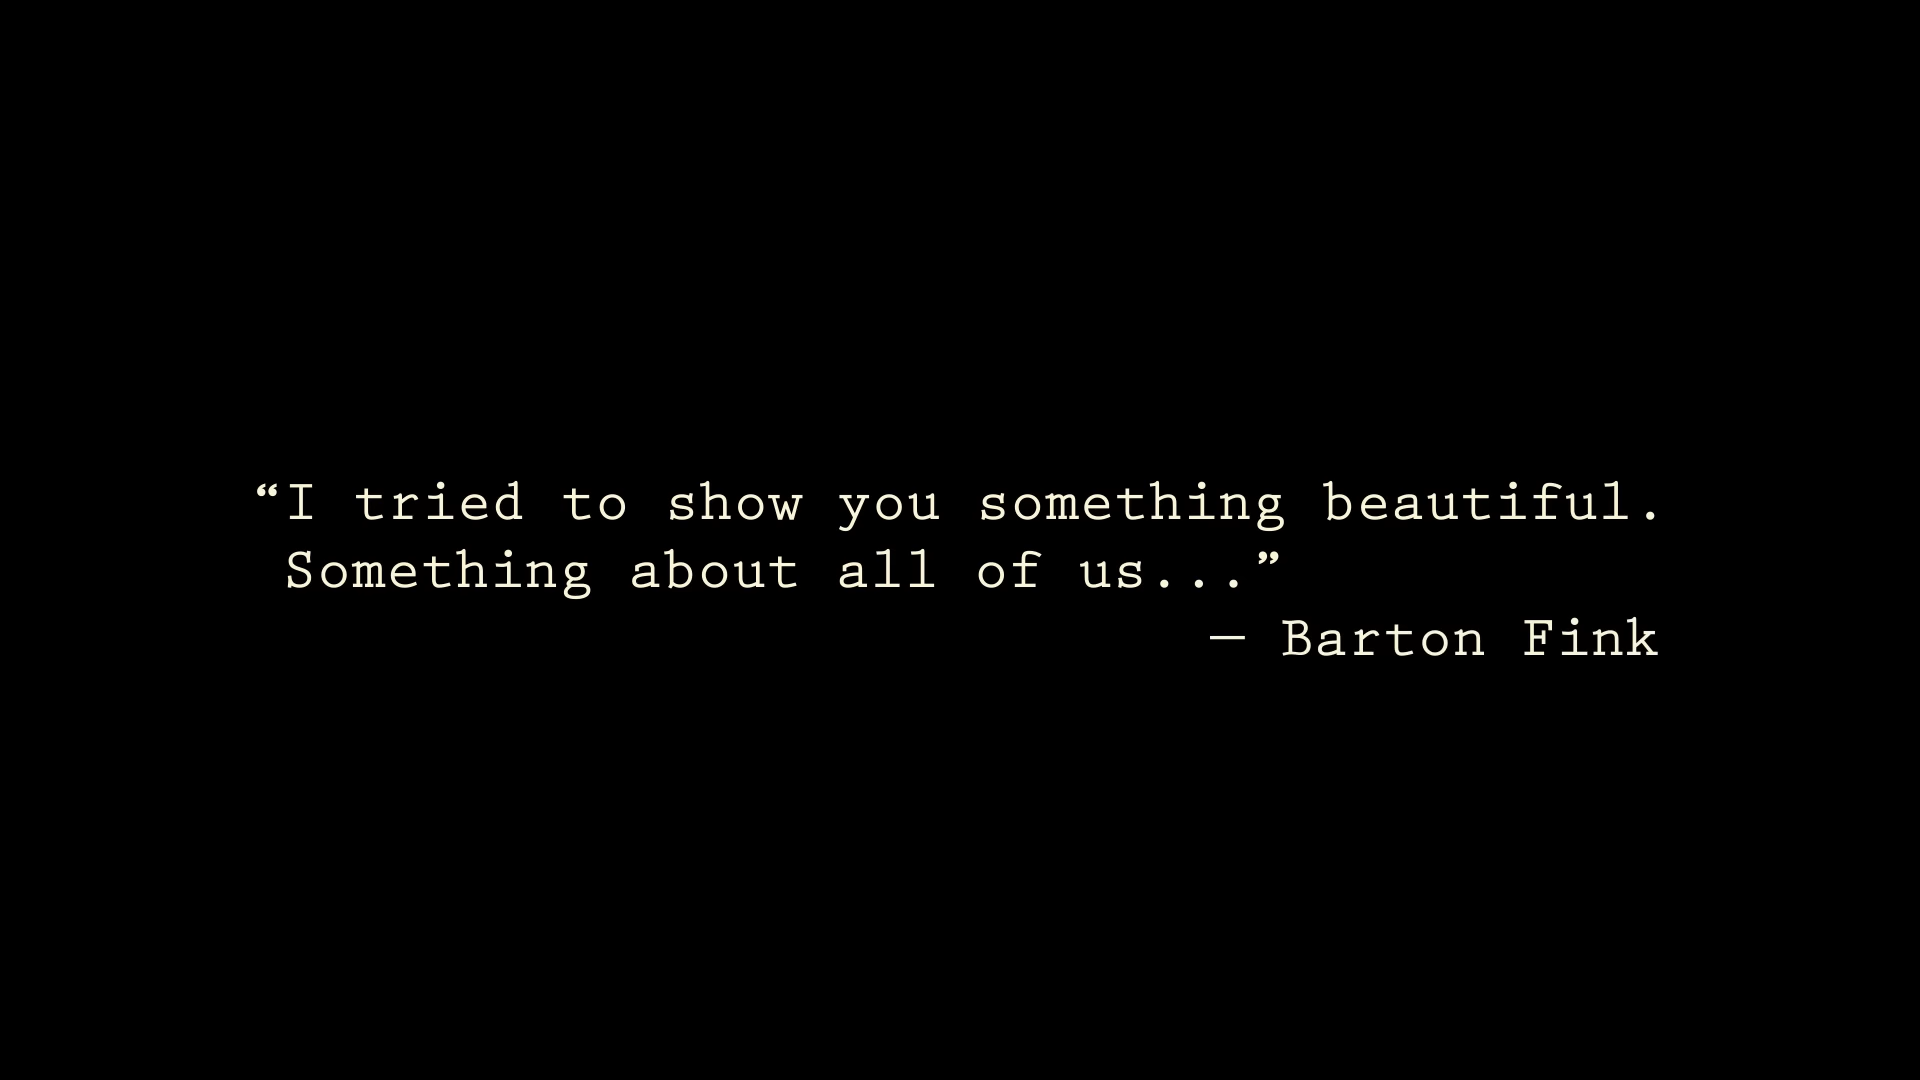 “I tried to show you something beautiful.
Something about all of us...”
— Barton Fink